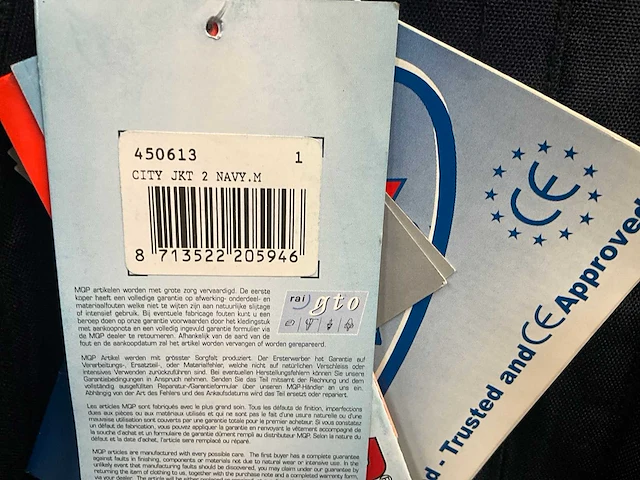 450613 1
CITY JKT 2 NAVY.M
8 713522 205946
MQP artikelen worden met grote zorg vervaardigd. De eerste
koper heeft een volledige garantie op afwerking- onderdeel- en
materiaalfouten welke niet te wijten zijn aan natuurlijke slijtage
of intensief gebruik. Bij eventuele fabricage fouten kunt u een
beroep doen op onze garantie voorwaarden door het kledingstuk
met aankoopnota en een volledig ingevuld garantie formulier via
de MQP dealer te retourneren. Afhankelijk van de aard van de
fout en de aankoopdatum zal het artikel worden vervangen of worden gerepareerd.
rai gto
MQP Artikel werden mit grösster Sorgfalt produziert. Der Ersterwerber hat Garantie auf
Verarbeitungs-, Ersatzteil-, oder Materialfehler, welche nicht auf natürlichen Verschleiss oder
intensives Verwenden zurückzuführen sind. Bei eventuellen Herstellungsfehlern können Sie unsere
Garantiebedingungen in Anspruch nehmen. Senden Sie das Teil mitsamt der Rechnung und dem
vollständig ausgefüllten Reparatur-/Garantieformular über unseren MQP-Händler an uns ein.
Abhängig von der Art des Fehlers und des Ankaufsdatums wird das Teil ersetzt oder repariert.
Les articles MQP sont fabriqués avec le plus grand soin. Tous les défauts de finition, imperfections
dues aux pièces ou aux matériaux utilisés et qui ne sont pas le fait d'une usure naturelle ou d'une
mauvaise utilisation sont couverts par une garantie totale pour le premier acheteur. Si vous constatez
un défaut de fabrication, vous pouvez appliquer la garantie en renvoyant le vêtement accompagné de
sa souche d'achat et un formulaire de garantie dûment rempli au distributeur MQP. Selon la nature du
défaut et la date d'achat, l'article sera remplacé ou réparé.
MQP articles are manufactured with every possible care. The first buyer has a complete guarantee
against faults in finishing, components or materials not due to natural wear or intensive use. In the
unlikely event that manufacturing faults should be discovered, you may claim under our guarantee by
returning the item of clothing to us, together with the purchase note and a completed warranty form,
CE
d - Trusted and CE Approved